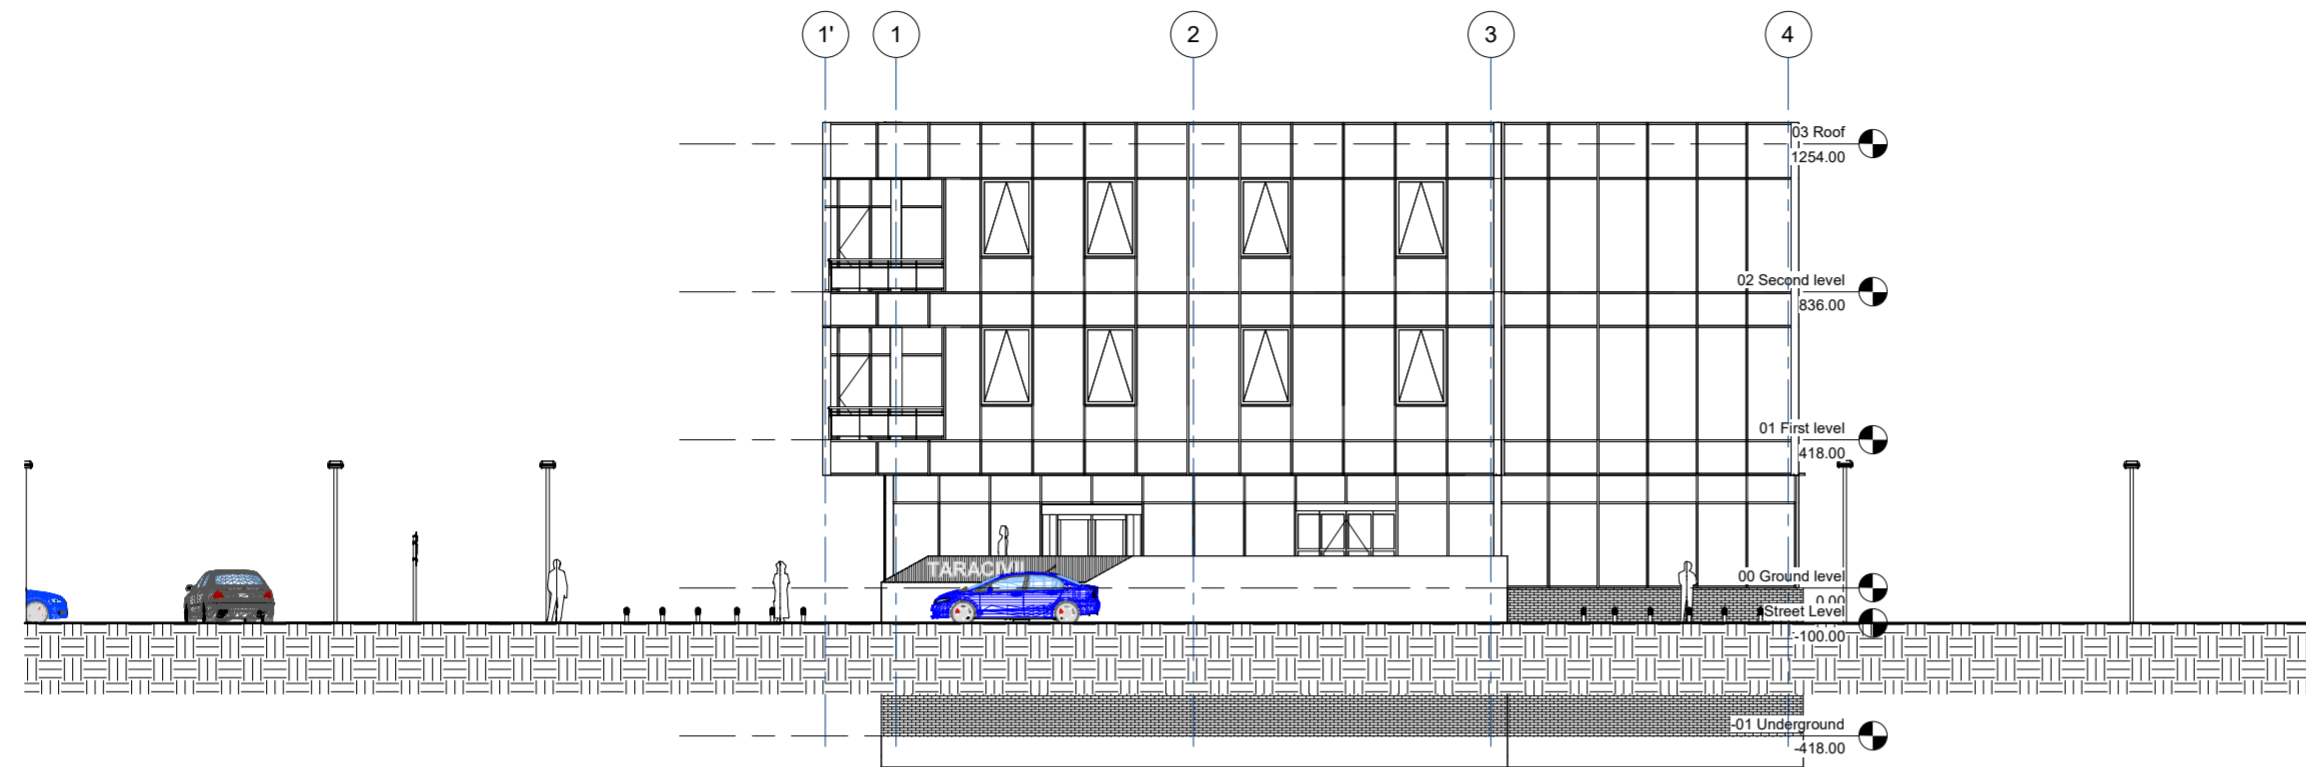 1'
1
2
3
4
03 Roof
1254.00
02 Second level
836.00
01 First level
418.00
TARACIVIL
00 Ground level
0.00
Street Level
-100.00
-01 Underground
-418.00